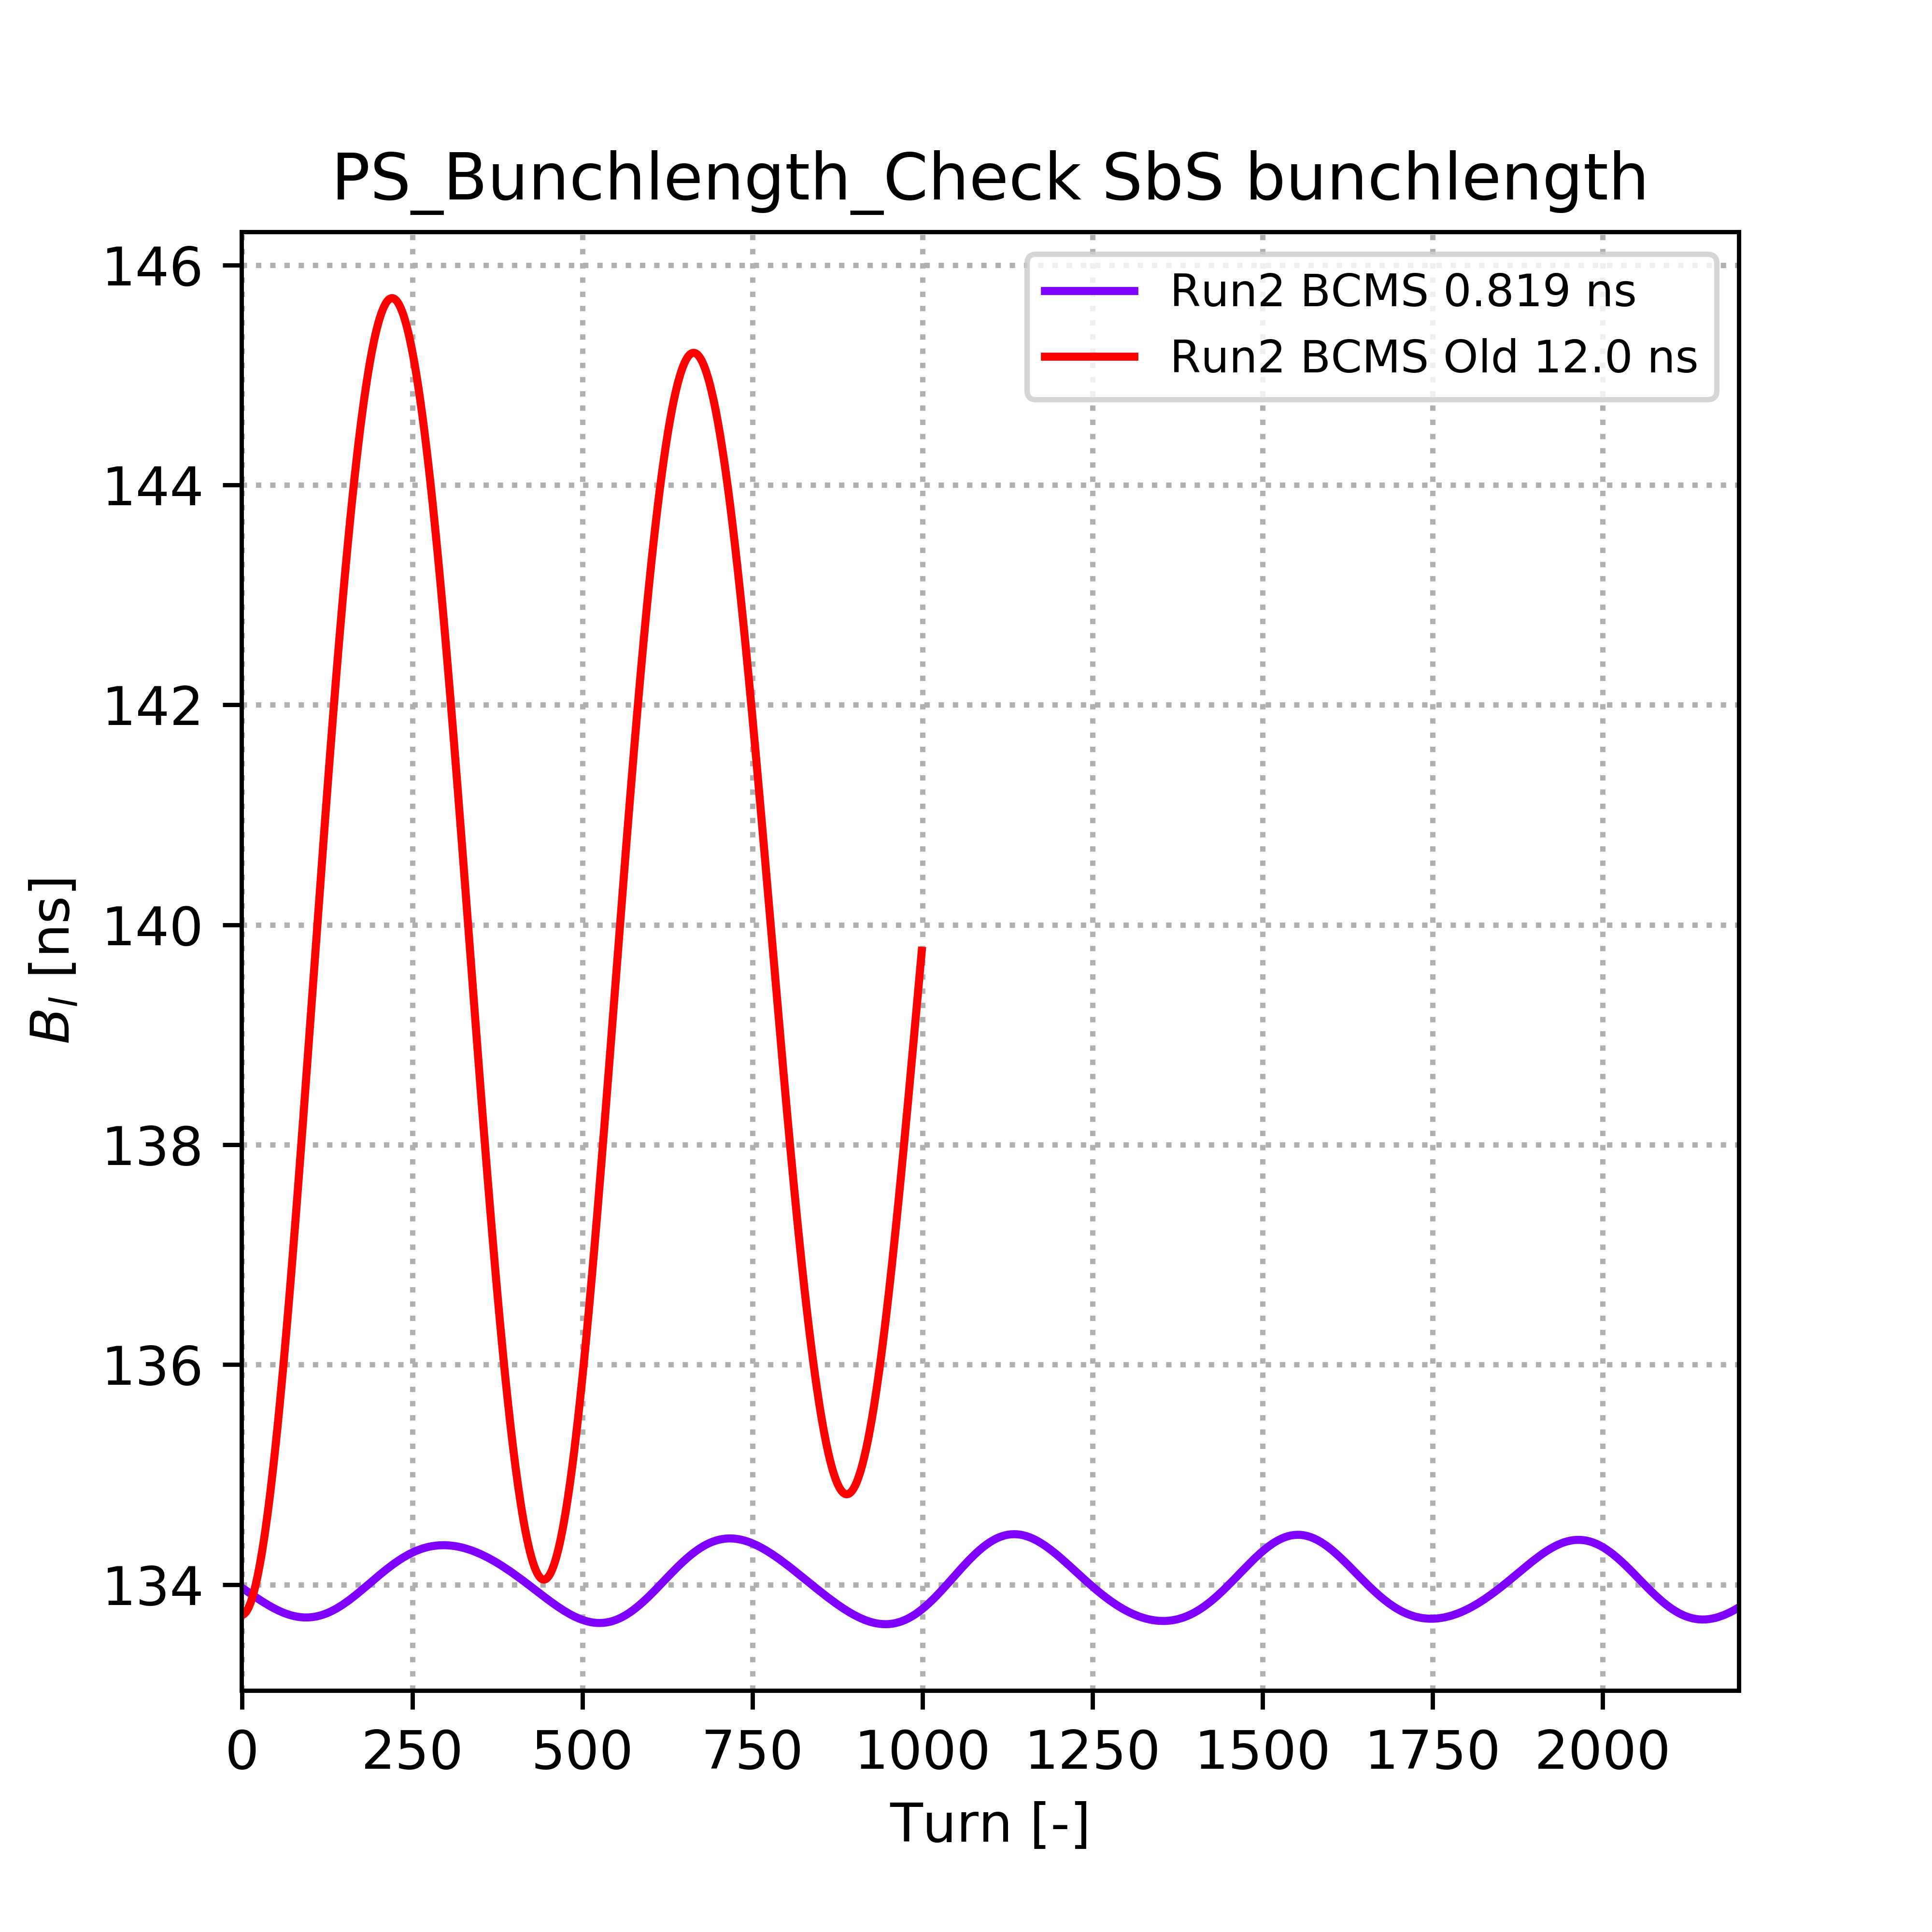 PS_Bunchlength_Check SbS bunchlength
Run2 BCMS 0.819 ns
Run2 BCMS Old 12.0 ns
146
144
142
140
138
136
134
B_l [ns]
0 250 500 750 1000 1250 1500 1750 2000
Turn [-]